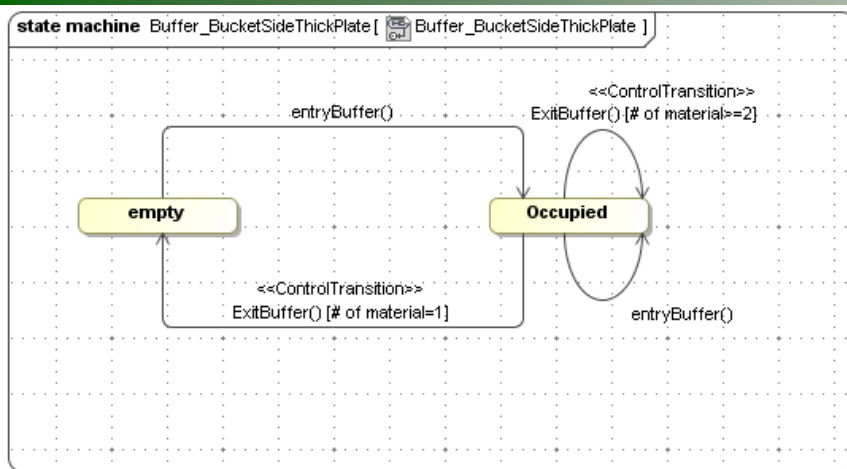 state machine Buffer_BucketSideThickPlate [ Buffer_BucketSideThickPlate ]
<<ControlTransition>>
ExitBuffer() [# of material>=2]
entryBuffer()
empty
Occupied
<<ControlTransition>>
ExitBuffer() [# of material=1]
entryBuffer()